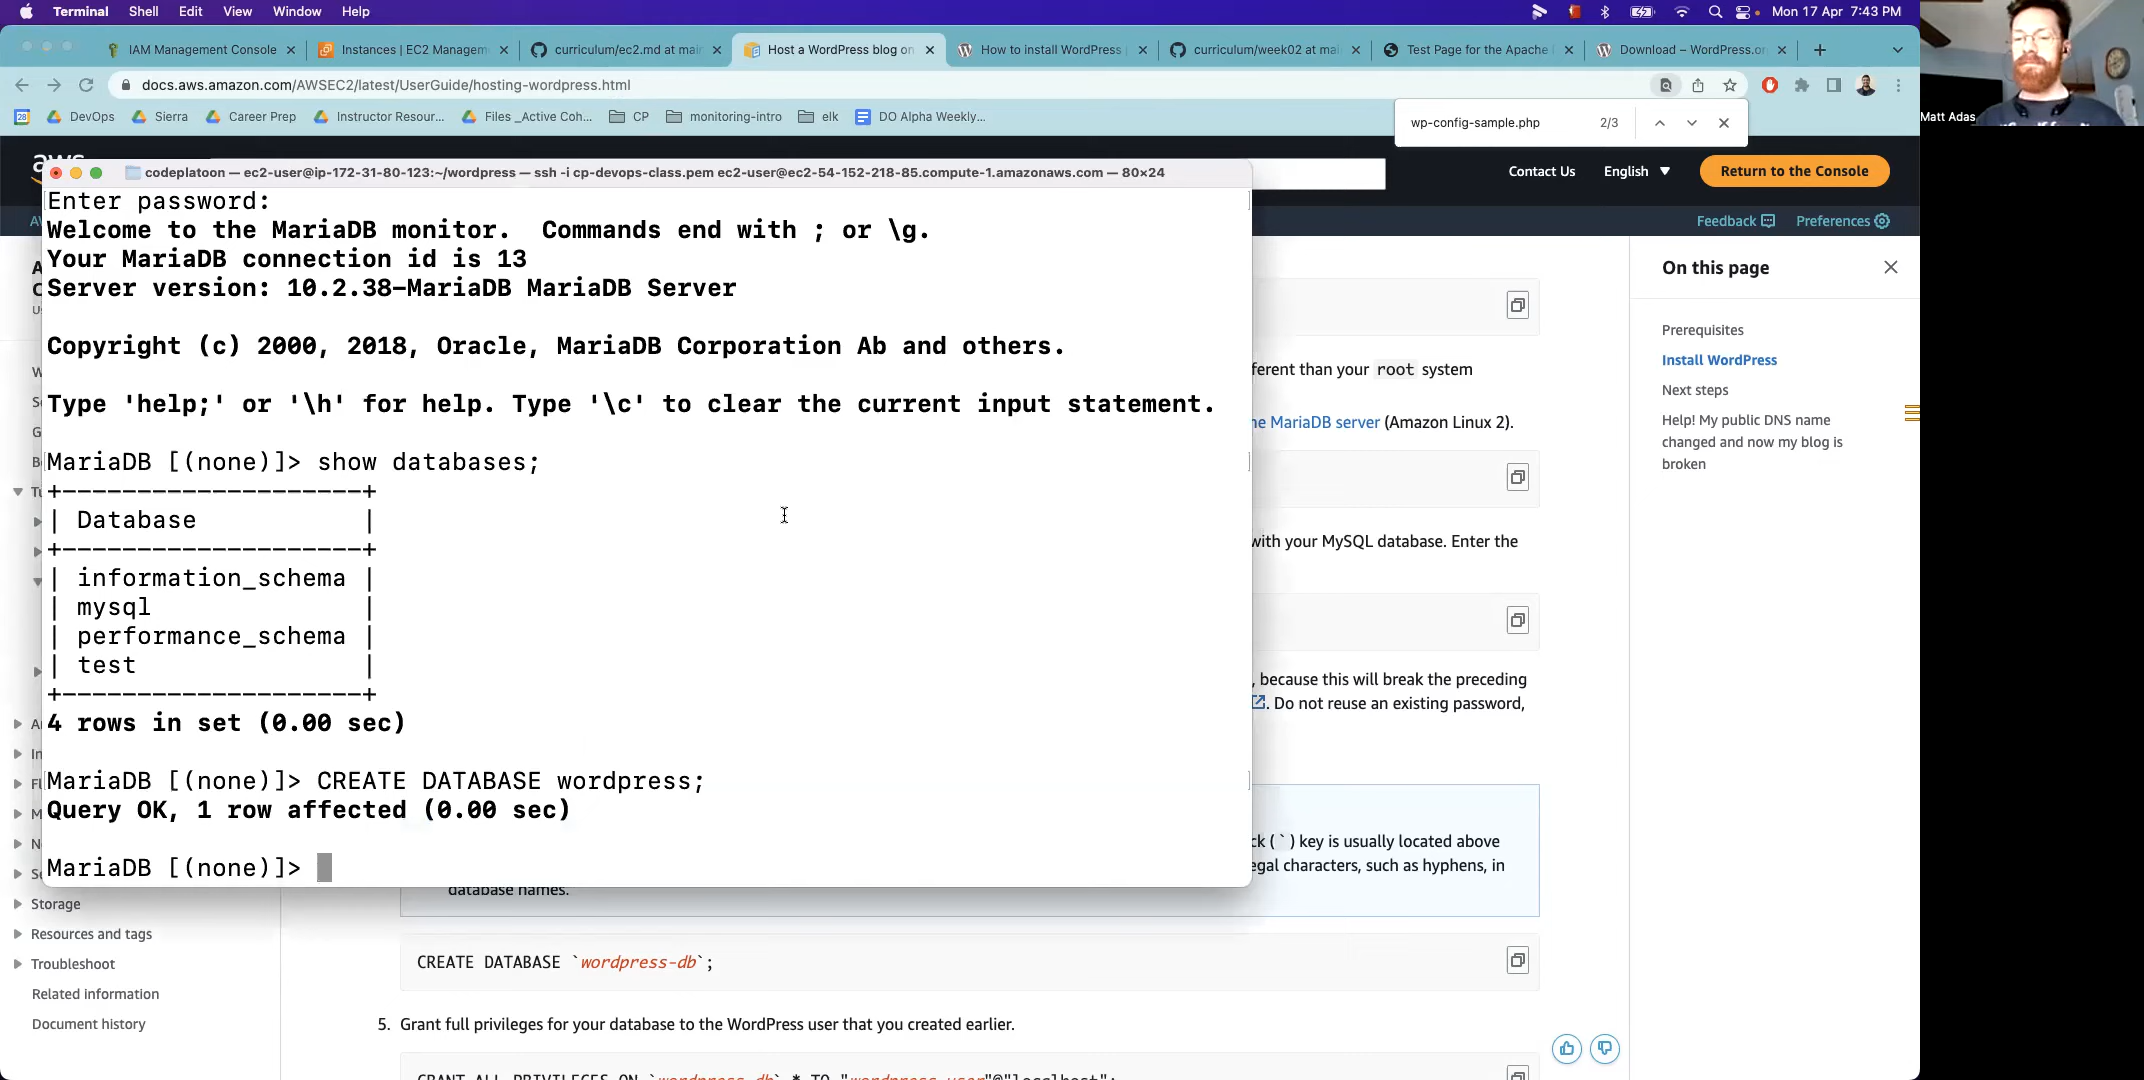 Terminal Shell Edit View Window Help Mon 17 Apr 7:43 PM
IAM Management Console Instances | EC2 Managem curriculum/ec2.md at mai Host a WordPress blog on How to install WordPress curriculum/week02 at mai Test Page for the Apache Download – WordPress.or
docs.aws.amazon.com/AWSEC2/latest/UserGuide/hosting-wordpress.html
28 DevOps Sierra Career Prep Instructor Resour... Files _Active Coh... CP monitoring-intro elk DO Alpha Weekly...
wp-config-sample.php 2/3
Matt Adas
aws
Contact Us English Return to the Console
Feedback Preferences
codeplatoon — ec2-user@ip-172-31-80-123:~/wordpress — ssh -i cp-devops-class.pem ec2-user@ec2-54-152-218-85.compute-1.amazonaws.com — 80×24
Enter password:
Welcome to the MariaDB monitor.  Commands end with ; or \g.
Your MariaDB connection id is 13
Server version: 10.2.38-MariaDB MariaDB Server
Copyright (c) 2000, 2018, Oracle, MariaDB Corporation Ab and others.
Type 'help;' or '\h' for help. Type '\c' to clear the current input statement.
MariaDB [(none)]> show databases;
+--------------------+
| Database           |
+--------------------+
| information_schema |
| mysql              |
| performance_schema |
| test               |
+--------------------+
4 rows in set (0.00 sec)
MariaDB [(none)]> CREATE DATABASE wordpress;
Query OK, 1 row affected (0.00 sec)
MariaDB [(none)]>
ferent than your root system
he MariaDB server (Amazon Linux 2).
with your MySQL database. Enter the
, because this will break the preceding
. Do not reuse an existing password,
ck (`) key is usually located above
egal characters, such as hyphens, in
database names.
CREATE DATABASE `wordpress-db`;
5. Grant full privileges for your database to the WordPress user that you created earlier.
GRANT ALL PRIVILEGES ON `wordpress-db`.* TO "wordpress-user"@"localhost";
Storage
Resources and tags
Troubleshoot
Related information
Document history
On this page
Prerequisites
Install WordPress
Next steps
Help! My public DNS name
changed and now my blog is
broken